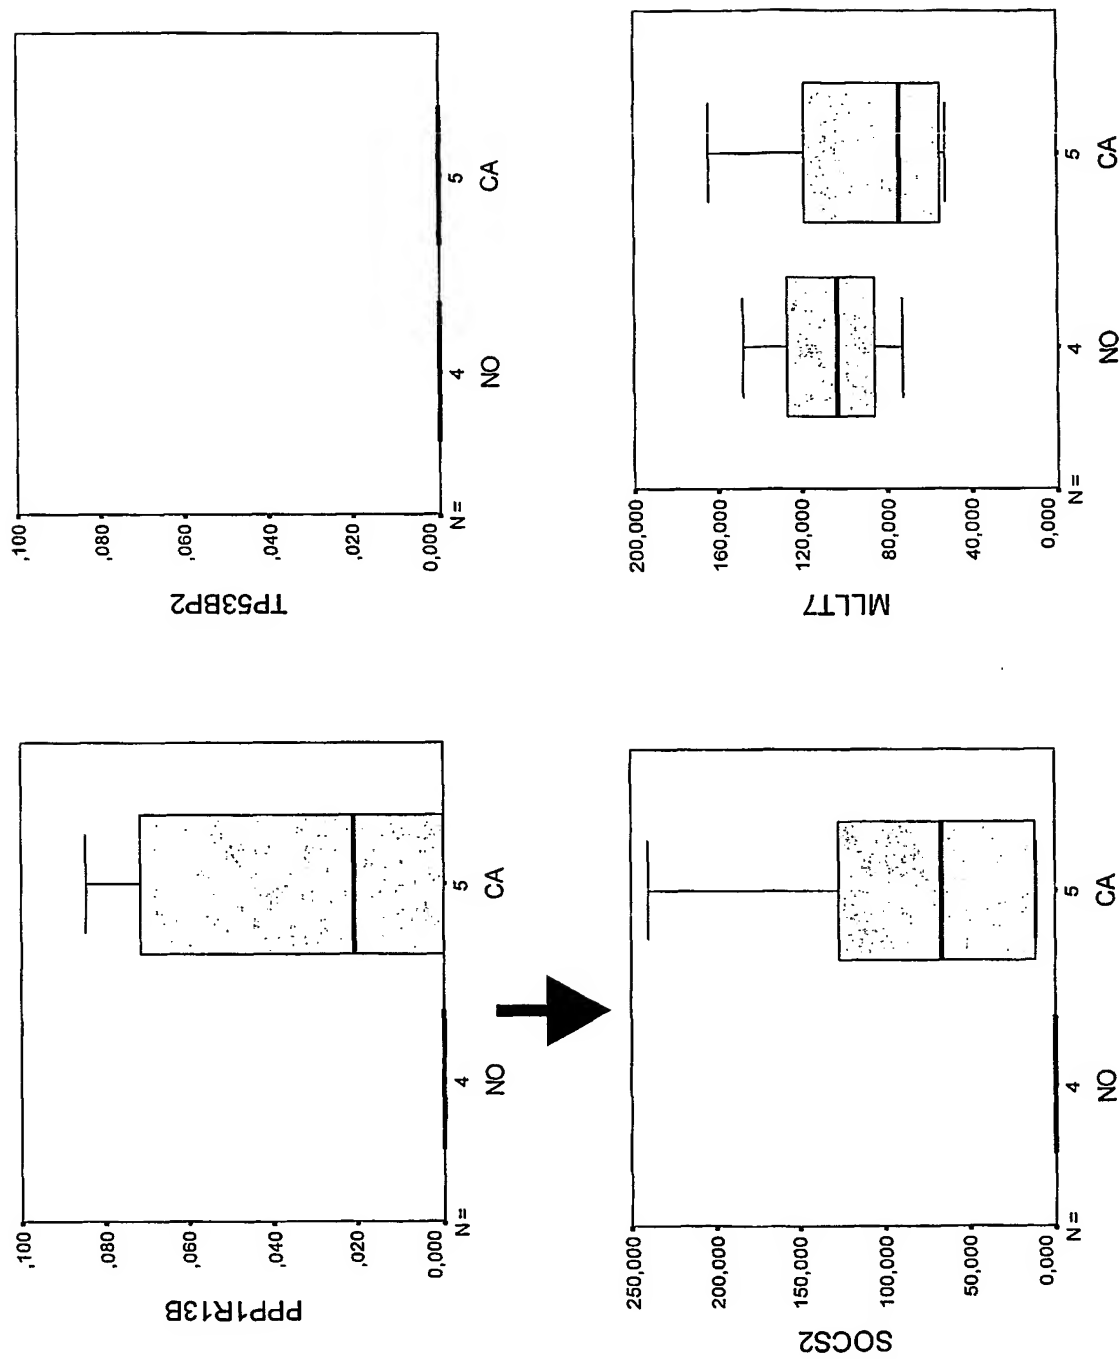 TP53BP2
,100
,080
,060
,040
,020
0,000
N =
4
5
NO
CA
MLLT7
200,000
160,000
120,000
80,000
40,000
0,000
N =
4
5
NO
CA
PPP1R13B
,100
,080
,060
,040
,020
0,000
N =
4
5
NO
CA
SOCS2
250,000
200,000
150,000
100,000
50,000
0,000
N =
4
5
NO
CA